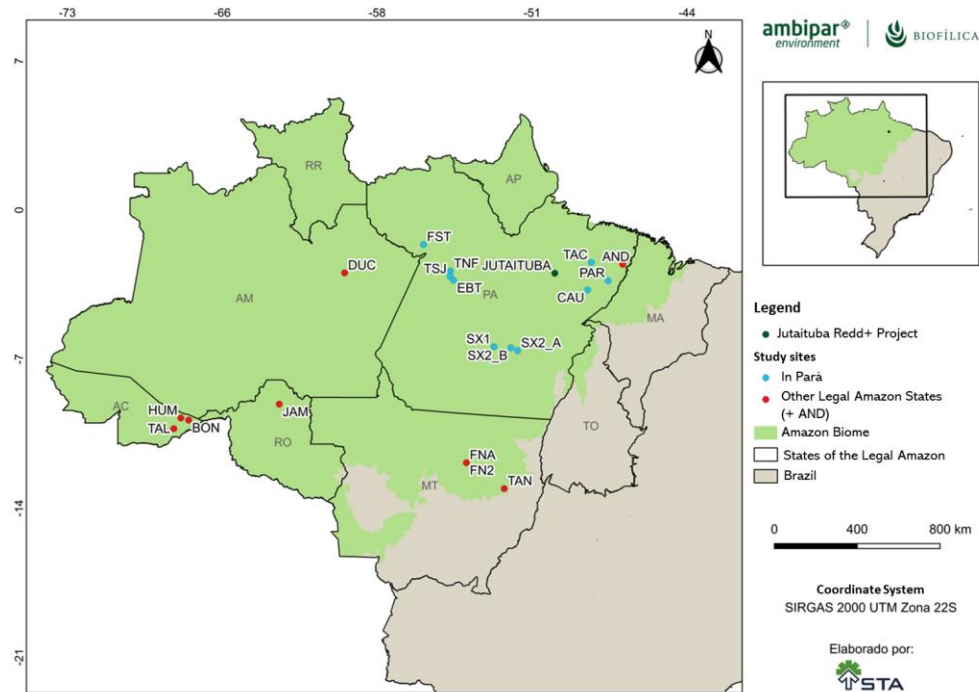 -73
-66
-58
-51
-44
7
0
-7
-14
-21
N
RR
AP
FST
DUC
TNF
TSJ
JUTAITUBA
TAC
AND
EBT
PAR
PA
CAU
AM
MA
SX1
SX2_A
SX2_B
AC
HUM
JAM
TAL
BON
RO
TO
FNA
FN2
MT
TAN
ambipar®
environment
BIOFÍLICA
Legend
Jutaituba Redd+ Project
Study sites
In Pará
Other Legal Amazon States
(+ AND)
Amazon Biome
States of the Legal Amazon
Brazil
0 400 800 km
Coordinate System
SIRGAS 2000 UTM Zona 22S
Elaborado por:
STA